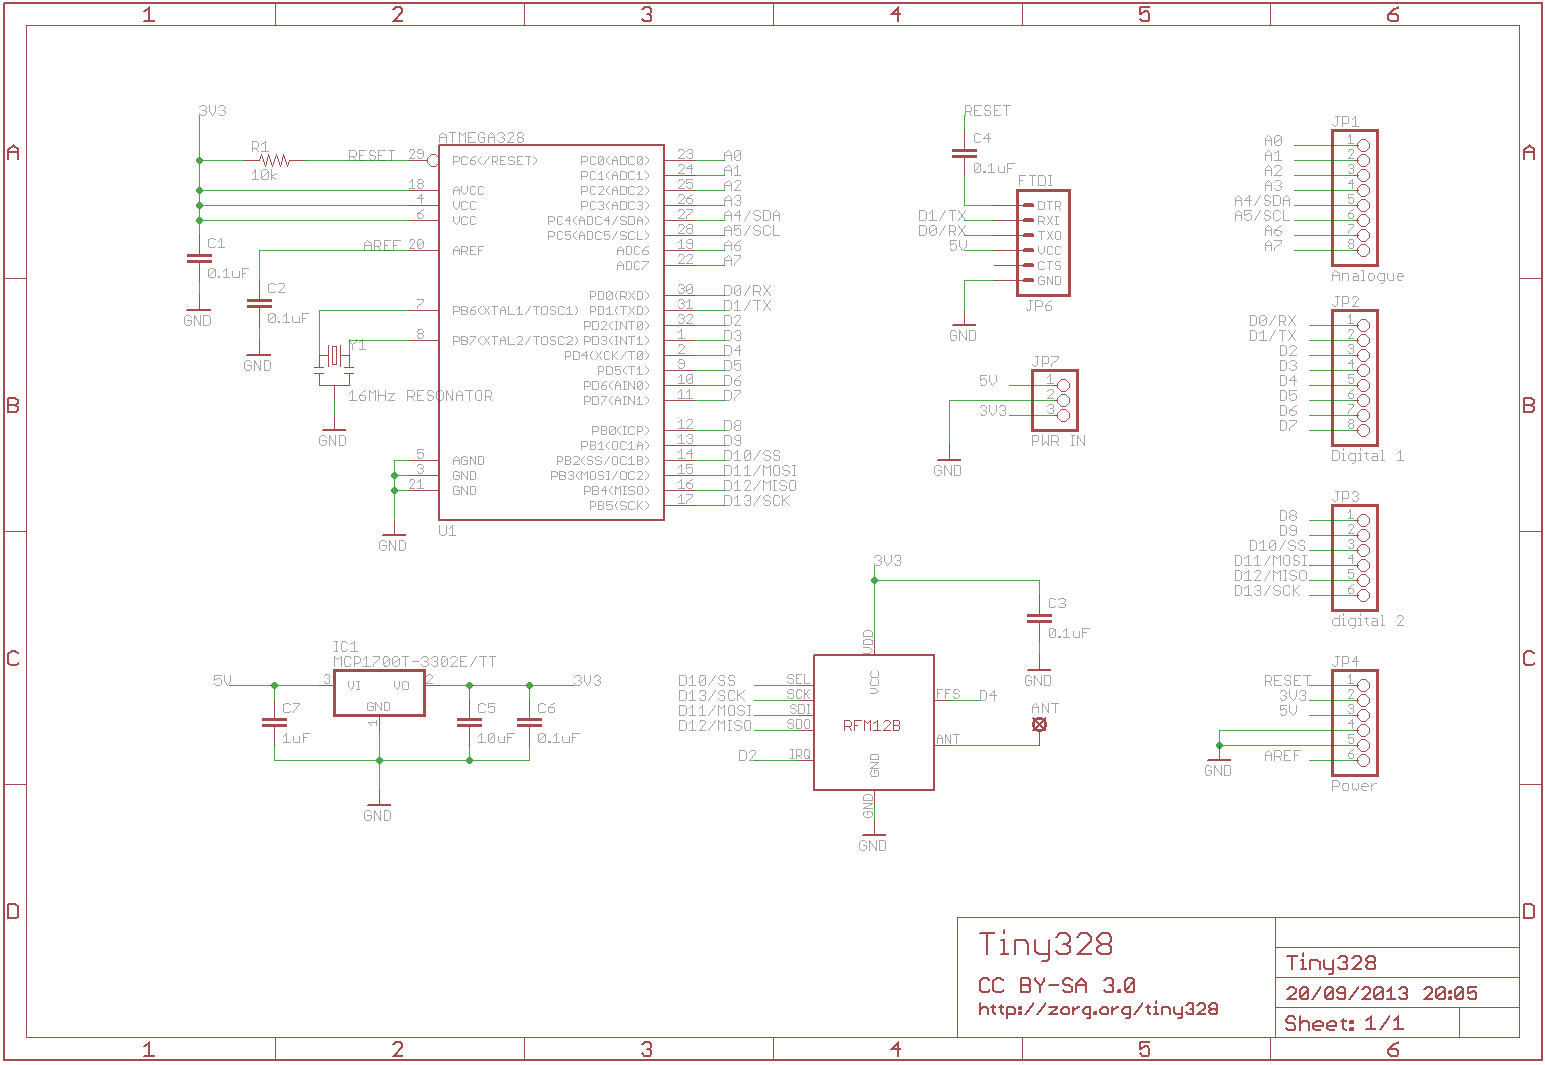 1 2 3 4 5 6
A A
B B
C C
D D
3V3
R1
10k
RESET
C1
0.1uF
GND
AREF
C2
0.1uF
GND
Y1
16MHz RESONATOR
GND
GND
ATMEGA328
29 PC6(/RESET)
18 AVCC
4 VCC
6 VCC
20 AREF
7 PB6(XTAL1/TOSC1)
8 PB7(XTAL2/TOSC2)
5 AGND
3 GND
21 GND
PC0(ADC0) 23 A0
PC1(ADC1) 24 A1
PC2(ADC2) 25 A2
PC3(ADC3) 26 A3
PC4(ADC4/SDA) 27 A4/SDA
PC5(ADC5/SCL) 28 A5/SCL
ADC6 19 A6
ADC7 22 A7
PD0(RXD) 30 D0/RX
PD1(TXD) 31 D1/TX
PD2(INT0) 32 D2
PD3(INT1) 1 D3
PD4(XCK/T0) 2 D4
PD5(T1) 9 D5
PD6(AIN0) 10 D6
PD7(AIN1) 11 D7
PB0(ICP) 12 D8
PB1(OC1A) 13 D9
PB2(SS/OC1B) 14 D10/SS
PB3(MOSI/OC2) 15 D11/MOSI
PB4(MISO) 16 D12/MISO
PB5(SCK) 17 D13/SCK
U1
RESET
C4
0.1uF
FTDI
DTR
D1/TX RXI
D0/RX TXO
5V VCC
CTS
GND
JP6
GND
JP7
5V 1
2
3V3 3
PWR IN
GND
JP1
A0 1
A1 2
A2 3
A3 4
A4/SDA 5
A5/SCL 6
A6 7
A7 8
Analogue
JP2
D0/RX 1
D1/TX 2
D2 3
D3 4
D4 5
D5 6
D6 7
D7 8
Digital 1
JP3
D8 1
D9 2
D10/SS 3
D11/MOSI 4
D12/MISO 5
D13/SCK 6
digital 2
JP4
RESET 1
3V3 2
5V 3
4
5
AREF 6
GND
Power
IC1
MCP1700T-3302E/TT
5V 3 VI VO 2 3V3
GND
1
C7
1uF
C5
10uF
C6
0.1uF
GND
3V3
C3
0.1uF
GND
VDD
VCC
D10/SS SEL
D13/SCK SCK
D11/MOSI SDI
D12/MISO SDO
D2 IRQ
RFM12B
FFS D4
ANT
ANT
GND
GND
GND
Tiny328
CC BY-SA 3.0
http://zorg.org/tiny328
Tiny328
20/09/2013 20:05
Sheet: 1/1
1 2 3 4 5 6